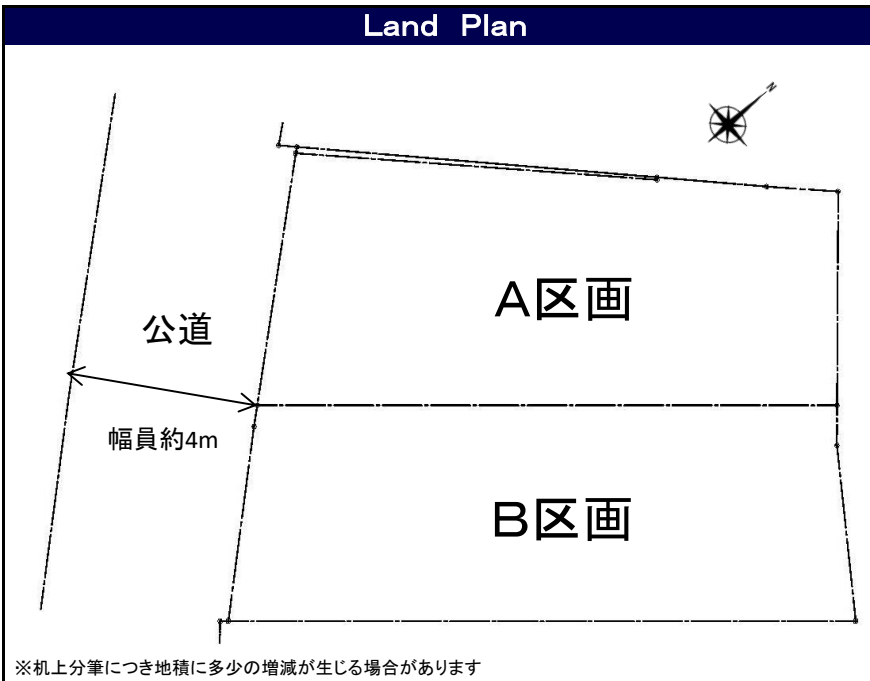 Land Plan
N
A区画
公道
幅員約4m
B区画
※机上分筆につき地積に多少の増減が生じる場合があります